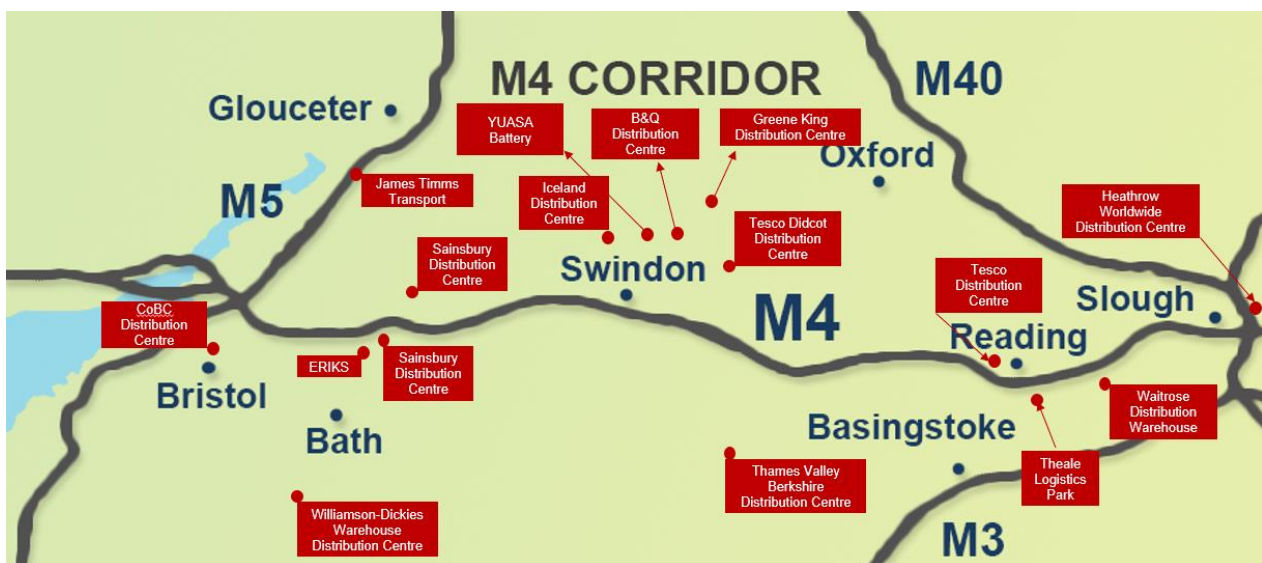 M4 CORRIDOR
M40
Glouceter
YUASA
Battery
B&Q
Distribution
Centre
Greene King
Distribution Centre
Oxford
M5
James Timms
Transport
Iceland
Distribution
Centre
Heathrow
Worldwide
Distribution Centre
Sainsbury
Distribution
Centre
Swindon
Tesco Didcot
Distribution
Centre
Tesco
Distribution
Centre
Slough
M4
CoBC
Distribution
Centre
Reading
ERIKS
Sainsbury
Distribution
Centre
Bristol
Bath
Basingstoke
Waitrose
Distribution
Warehouse
Thames Valley
Berkshire
Distribution Centre
Theale
Logistics
Park
Williamson-Dickies
Warehouse
Distribution Centre
M3